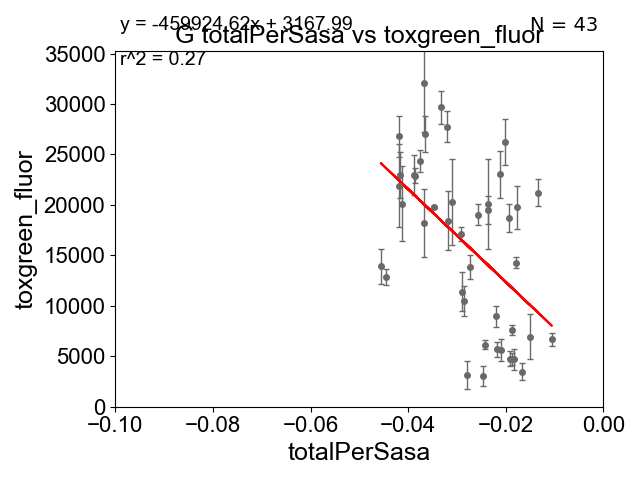 y = -459924.62x + 3167.99
N = 43
G totalPerSasa vs toxgreen_fluor
r^2 = 0.27
35000
30000
25000
20000
15000
10000
5000
0
toxgreen_fluor
−0.10 −0.08 −0.06 −0.04 −0.02 0.00
totalPerSasa